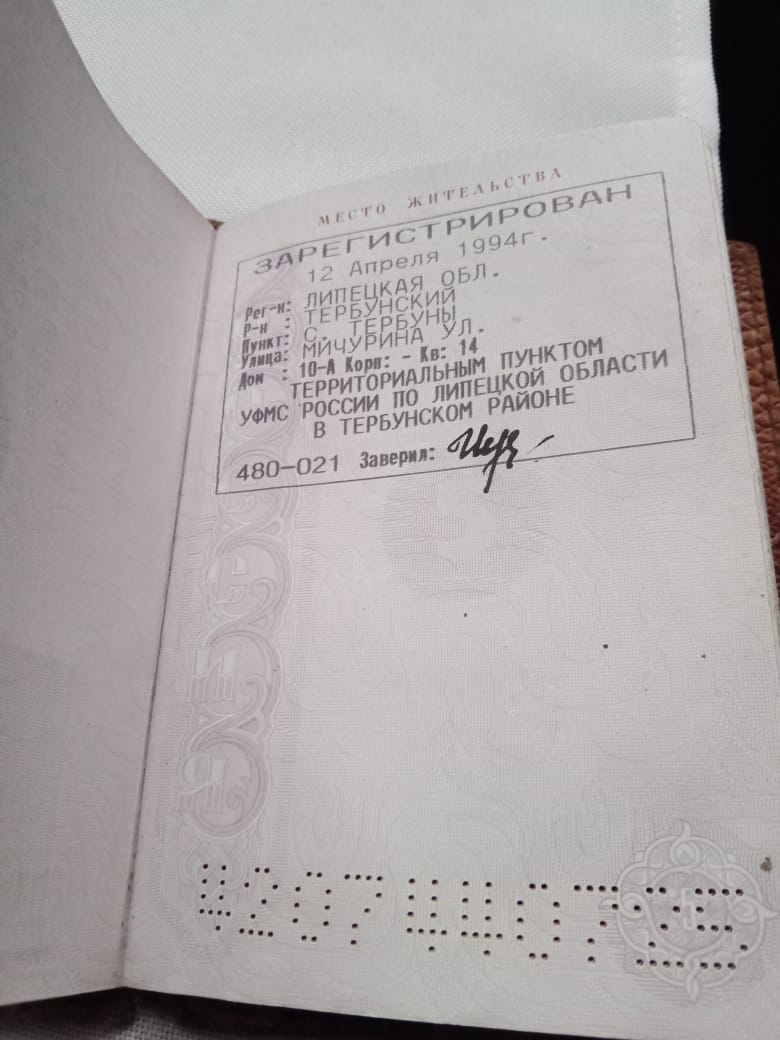 МЕСТО ЖИТЕЛЬСТВА
ЗАРЕГИСТРИРОВАН
12 Апреля 1994г.
Рег-н: ЛИПЕЦКАЯ ОБЛ.
Р-н : ТЕРБУНСКИЙ
Пункт: С. ТЕРБУНЫ
Улица: МИЧУРИНА УЛ.
Дом : 10-А Корп: - Кв: 14
ТЕРРИТОРИАЛЬНЫМ ПУНКТОМ
УФМС РОССИИ ПО ЛИПЕЦКОЙ ОБЛАСТИ
В ТЕРБУНСКОМ РАЙОНЕ
480-021 Заверил: